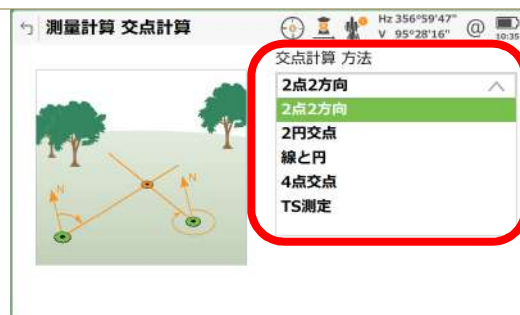 測量計算 交点計算
Hz 356°59'47"
V 95°28'16"
@
10:35
交点計算 方法
2点2方向
2点2方向
2円交点
線と円
4点交点
TS測定
N
N